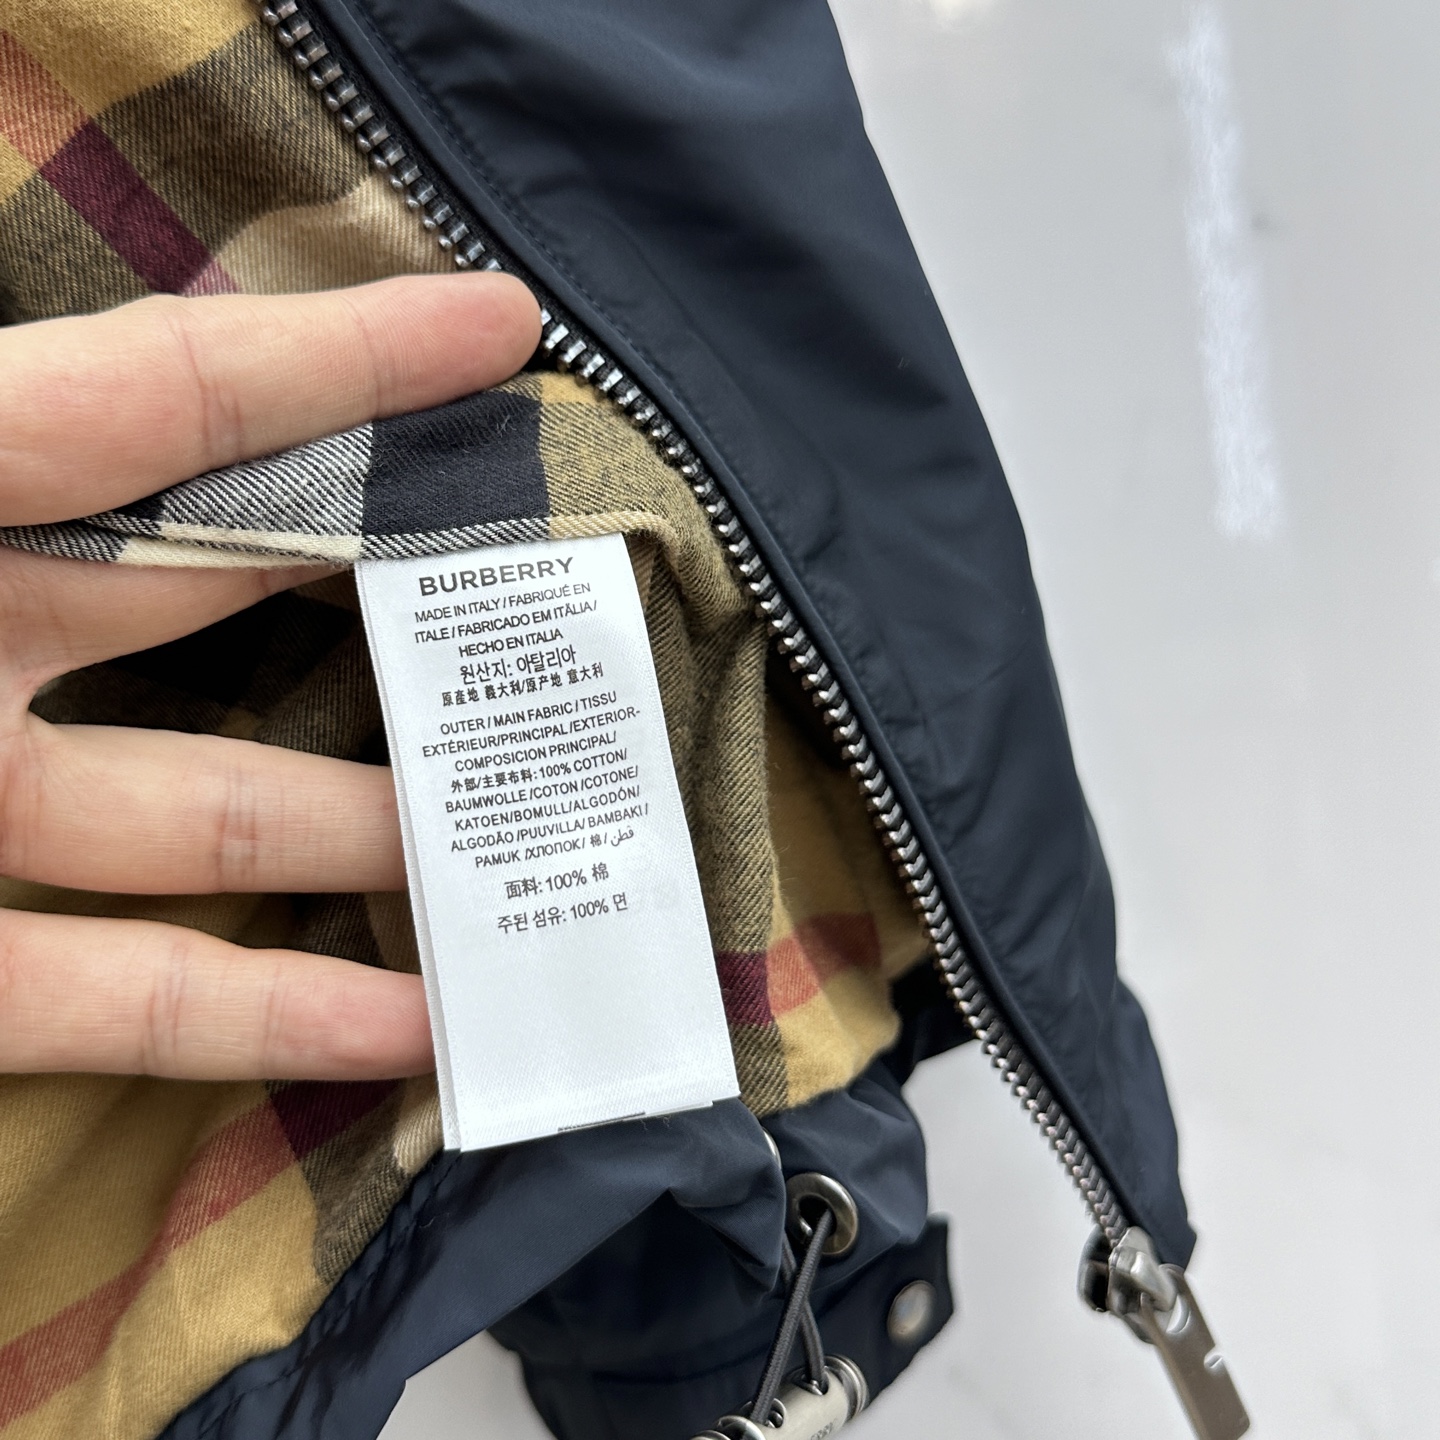 BURBERRY
MADE IN ITALY / FABRIQUÉ EN
ITALE / FABRICADO EM ITÀLIA /
HECHO EN ITALIA
원산지: 아탈리아
原産地 義大利/原产地 意大利
OUTER / MAIN FABRIC / TISSU
EXTÉRIEUR/PRINCIPAL/EXTERIOR-
COMPOSICION PRINCIPAL/
外部/主要布料: 100% COTTON/
BAUMWOLLE /COTON /COTONE/
KATOEN/BOMULL/ALGODÓN/
ALGODÃO /PUUVILLA/ BAMBAKI /
PAMUK /ХЛОПОК/ 棉/ قطن
面料: 100% 棉
주된 섬유: 100% 면